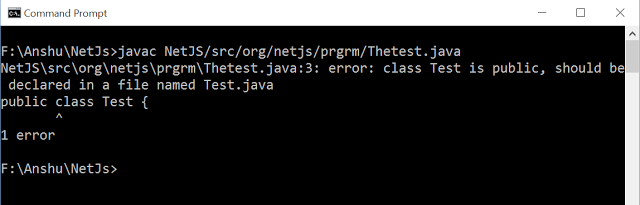 Command Prompt
F:\Anshu\NetJs>javac NetJS/src/org/netjs/prgrm/Thetest.java
NetJS\src\org\netjs\prgrm\Thetest.java:3: error: class Test is public, should be
 declared in a file named Test.java
public class Test {
       ^
1 error
F:\Anshu\NetJs>